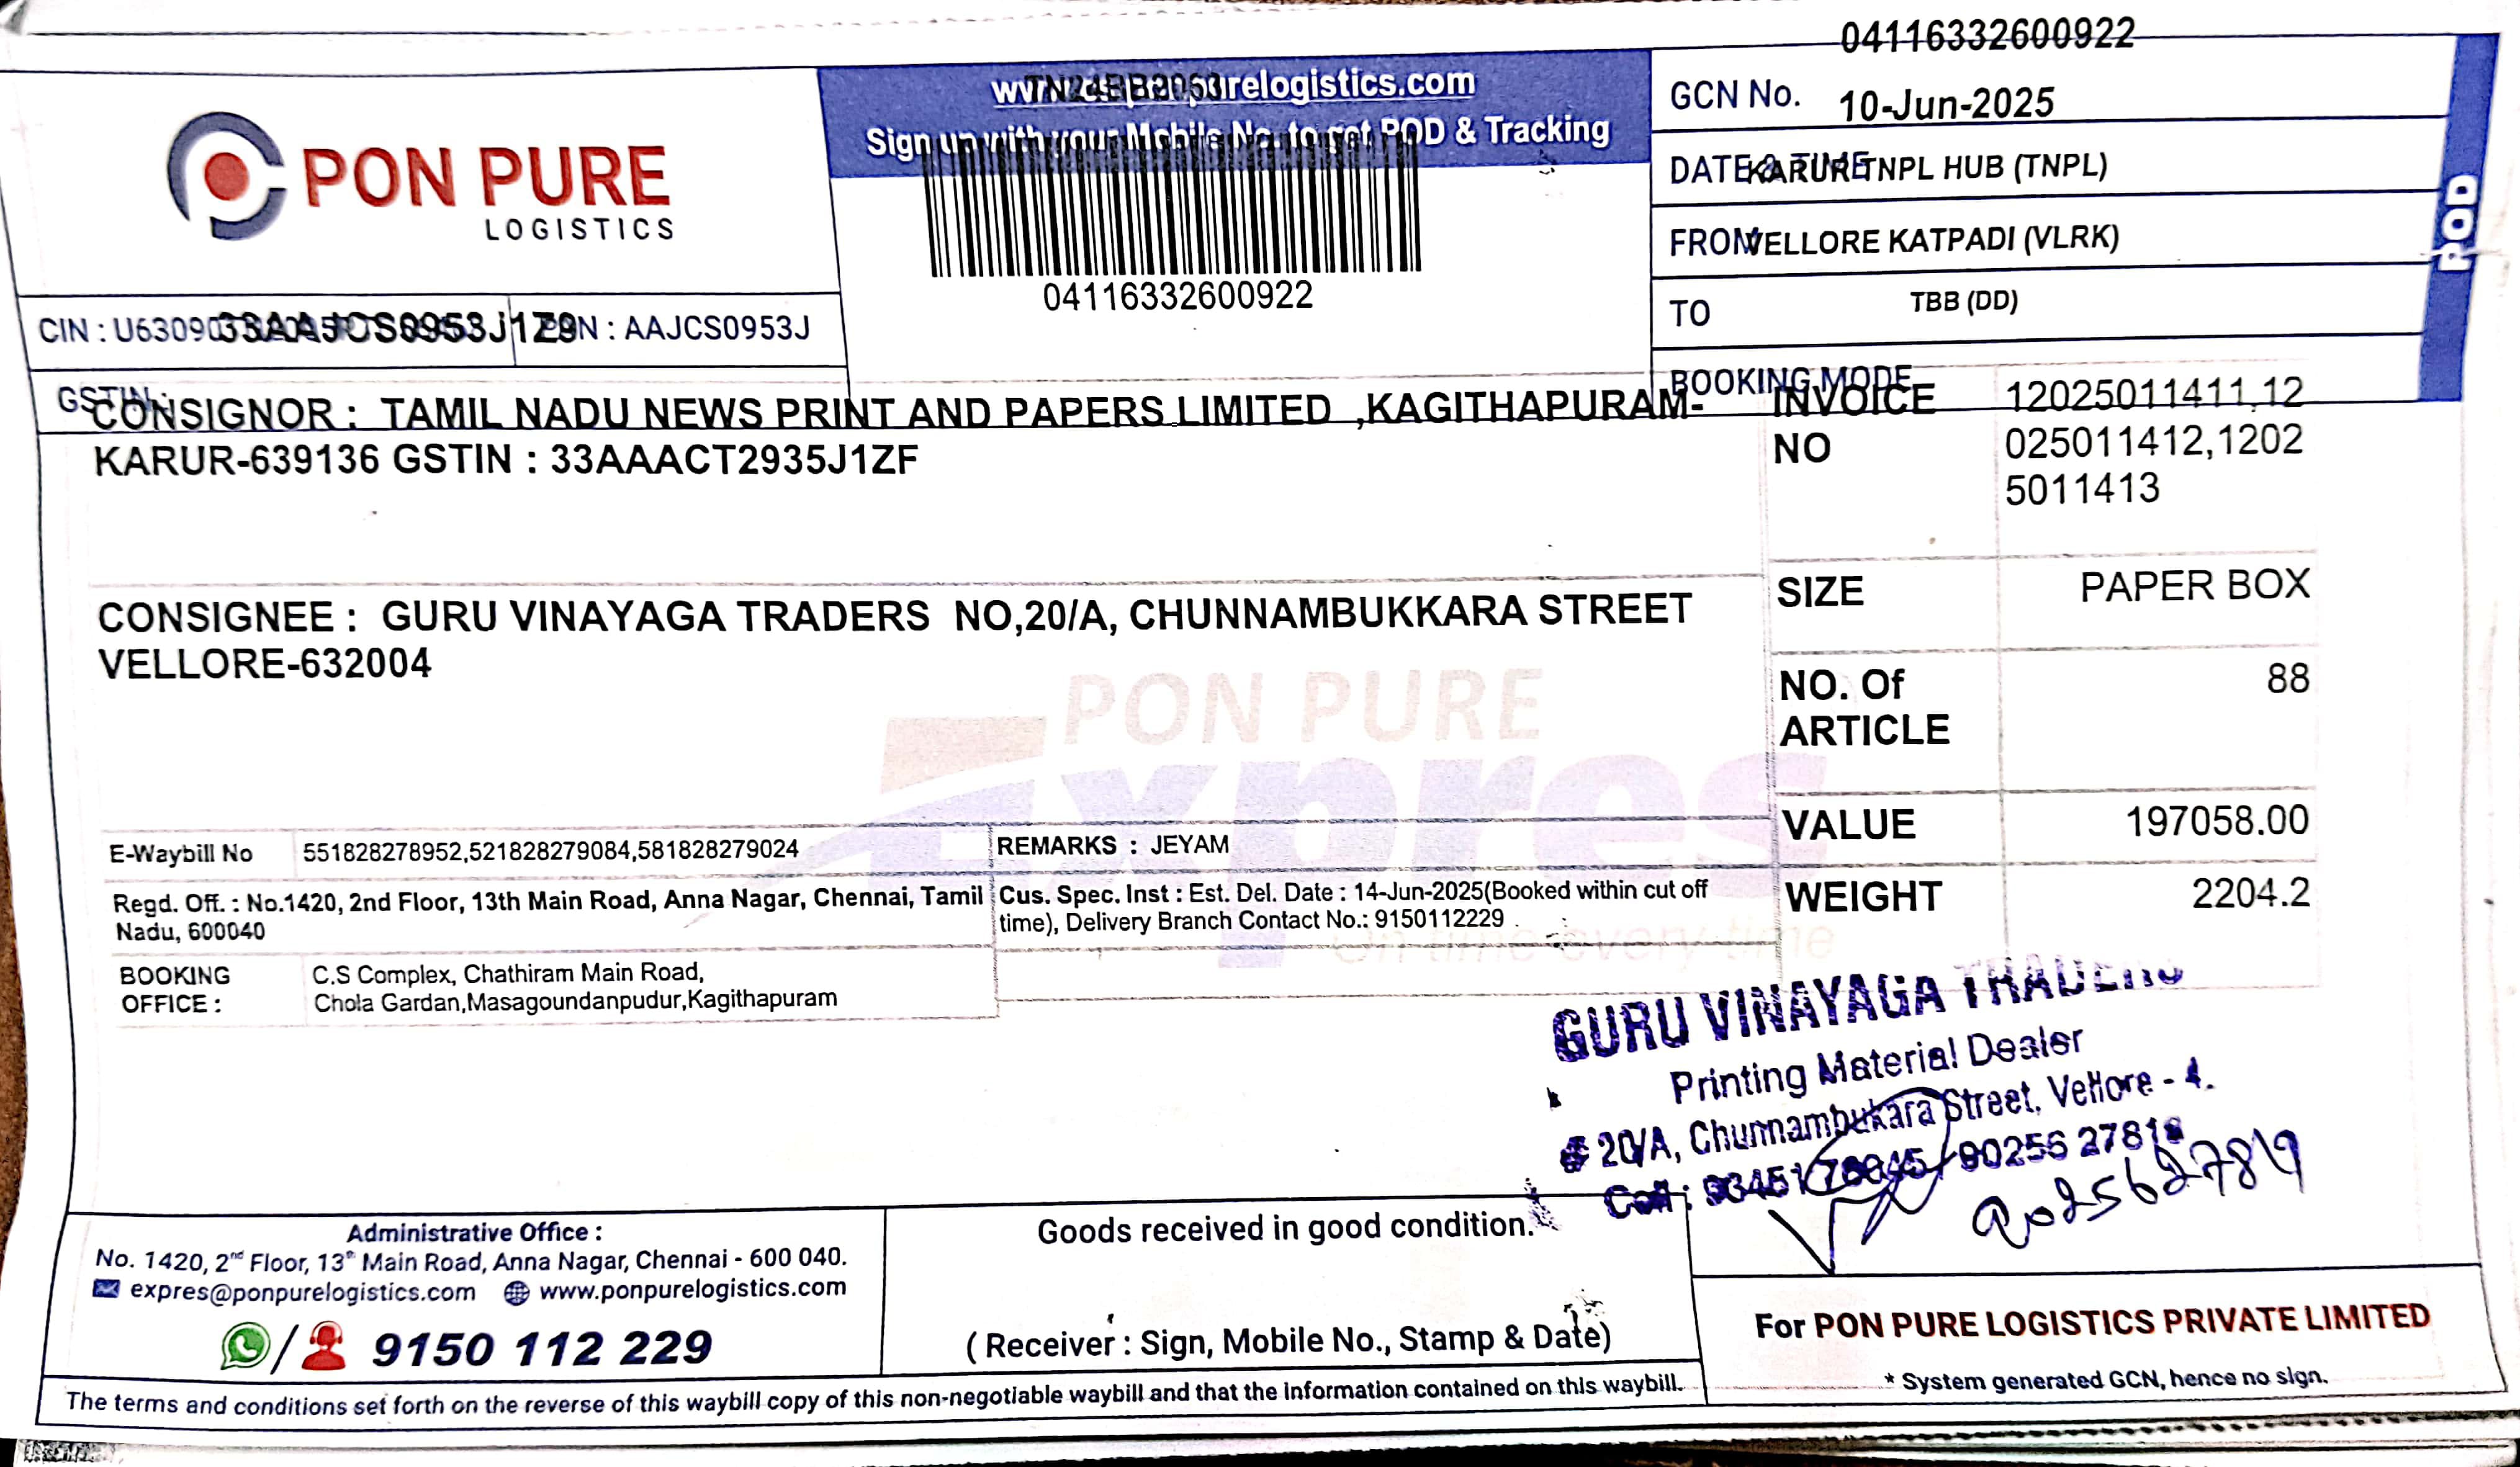 04116332600922
PON PURE
LOGISTICS
www.ponpurelogistics.com
Sign up with your Mobile No. to get POD & Tracking
04116332600922
GCN No. 10-Jun-2025
DATE & TIME KARUR TNPL HUB (TNPL)
FROM VELLORE KATPADI (VLRK)
TO TBB (DD)
BOOKING MODE
POD
CIN : 33AAJCS0953J1Z9 PAN : AAJCS0953J
GSTIN :
CONSIGNOR : TAMIL NADU NEWS PRINT AND PAPERS LIMITED ,KAGITHAPURAM-
KARUR-639136 GSTIN : 33AAACT2935J1ZF
INVOICE NO
12025011411,12
025011412,1202
5011413
CONSIGNEE : GURU VINAYAGA TRADERS NO,20/A, CHUNNAMBUKKARA STREET
VELLORE-632004
SIZE PAPER BOX
NO. Of ARTICLE 88
VALUE 197058.00
WEIGHT 2204.2
PON PURE
Expres
On time every time
E-Waybill No 551828278952,521828279084,581828279024
REMARKS : JEYAM
Regd. Off. : No.1420, 2nd Floor, 13th Main Road, Anna Nagar, Chennai, Tamil
Nadu, 600040
Cus. Spec. Inst : Est. Del. Date : 14-Jun-2025(Booked within cut off
time), Delivery Branch Contact No.: 9150112229
BOOKING OFFICE :
C.S Complex, Chathiram Main Road,
Chola Gardan,Masagoundanpudur,Kagithapuram
GURU VINAYAGA TRADERS
Printing Material Dealer
# 20/A, Chunnambukara Street, Vellore - 4.
Cell :
9025627819
Administrative Office :
No. 1420, 2nd Floor, 13th Main Road, Anna Nagar, Chennai - 600 040.
expres@ponpurelogistics.com www.ponpurelogistics.com
/ 9150 112 229
Goods received in good condition.
( Receiver : Sign, Mobile No., Stamp & Date)
For PON PURE LOGISTICS PRIVATE LIMITED
* System generated GCN, hence no sign.
The terms and conditions set forth on the reverse of this waybill copy of this non-negotiable waybill and that the information contained on this waybill.